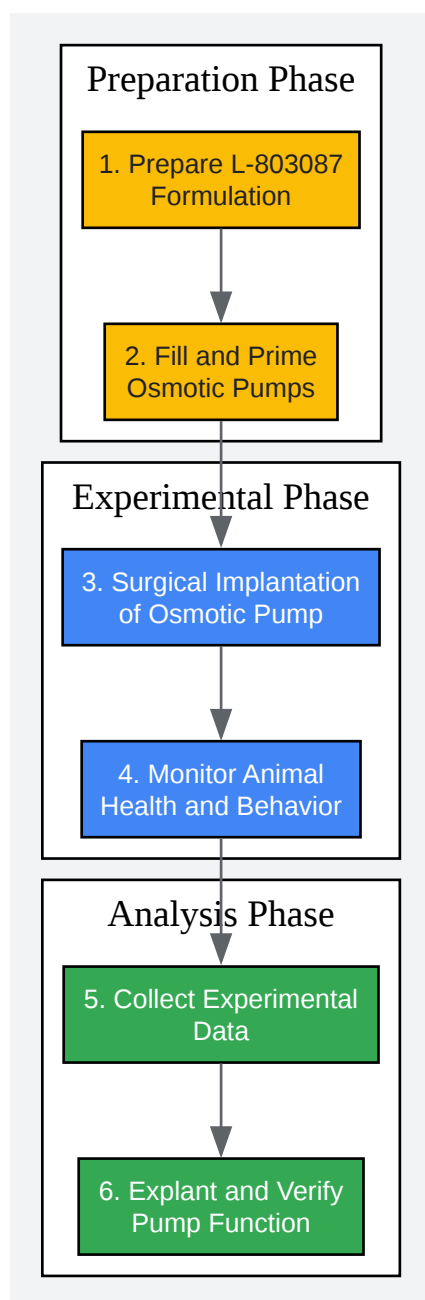 Preparation Phase
1. Prepare L-803087
Formulation
2. Fill and Prime
Osmotic Pumps
Experimental Phase
3. Surgical Implantation
of Osmotic Pump
4. Monitor Animal
Health and Behavior
Analysis Phase
5. Collect Experimental
Data
6. Explant and Verify
Pump Function